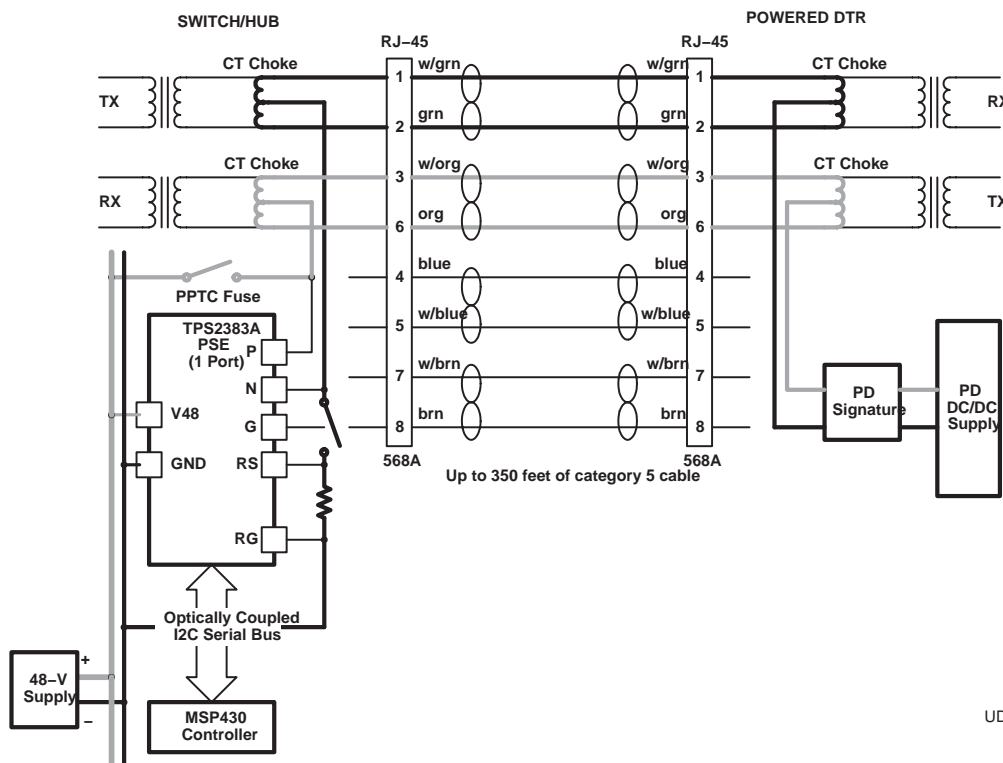 SWITCH/HUB
POWERED DTR
RJ–45
RJ–45
CT Choke
w/grn
w/grn
CT Choke
1
1
TX
RX
grn
grn
2
2
CT Choke
w/org
w/org
CT Choke
3
3
RX
TX
org
org
6
6
blue
blue
4
4
PPTC Fuse
w/blue
w/blue
5
5
TPS2383A
PSE
(1 Port)
P
w/brn
w/brn
7
7
N
V48
G
brn
brn
8
8
PD
Signature
PD
DC/DC
Supply
GND
RS
568A
568A
Up to 350 feet of category 5 cable
RG
Optically Coupled
I2C Serial Bus
+
48–V
Supply
–
MSP430
Controller
UD